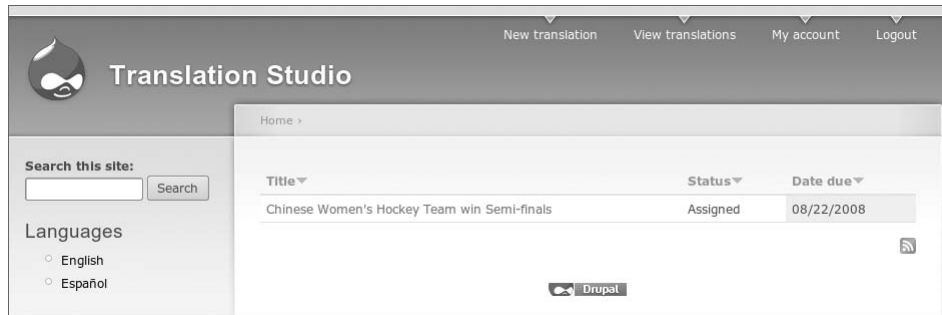 New translation View translations My account Logout
Translation Studio
Home ›
Search this site:
Search
Languages
English
Español
Title Status Date due
Chinese Women's Hockey Team win Semi-finals Assigned 08/22/2008
Drupal